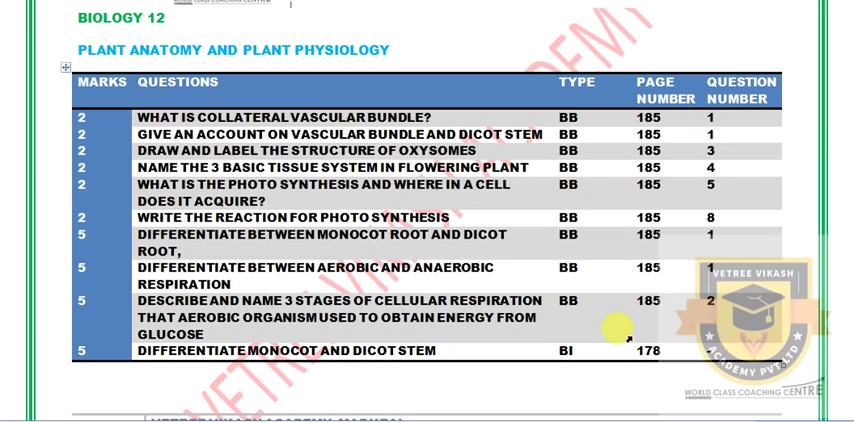 WORLD CLASS COACHING CENTRE
BIOLOGY 12
PLANT ANATOMY AND PLANT PHYSIOLOGY
MARKS QUESTIONS TYPE PAGE NUMBER QUESTION NUMBER
2 WHAT IS COLLATERAL VASCULAR BUNDLE? BB 185 1
2 GIVE AN ACCOUNT ON VASCULAR BUNDLE AND DICOT STEM BB 185 1
2 DRAW AND LABEL THE STRUCTURE OF OXYSOMES BB 185 3
2 NAME THE 3 BASIC TISSUE SYSTEM IN FLOWERING PLANT BB 185 4
2 WHAT IS THE PHOTO SYNTHESIS AND WHERE IN A CELL BB 185 5
DOES IT ACQUIRE?
2 WRITE THE REACTION FOR PHOTO SYNTHESIS BB 185 8
5 DIFFERENTIATE BETWEEN MONOCOT ROOT AND DICOT BB 185 1
ROOT,
5 DIFFERENTIATE BETWEEN AEROBIC AND ANAEROBIC BB 185 1
RESPIRATION
5 DESCRIBE AND NAME 3 STAGES OF CELLULAR RESPIRATION BB 185 2
THAT AEROBIC ORGANISM USED TO OBTAIN ENERGY FROM
GLUCOSE
5 DIFFERENTIATE MONOCOT AND DICOT STEM BI 178 -
VETREE VIKASH
ACADEMY PVT LTD
WORLD CLASS COACHING CENTRE